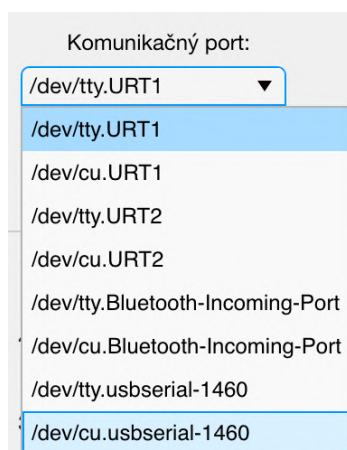 Komunikačný port:
/dev/tty.URT1 ▼
/dev/tty.URT1
/dev/cu.URT1
/dev/tty.URT2
/dev/cu.URT2
/dev/tty.Bluetooth-Incoming-Port
/dev/cu.Bluetooth-Incoming-Port
/dev/tty.usbserial-1460
/dev/cu.usbserial-1460